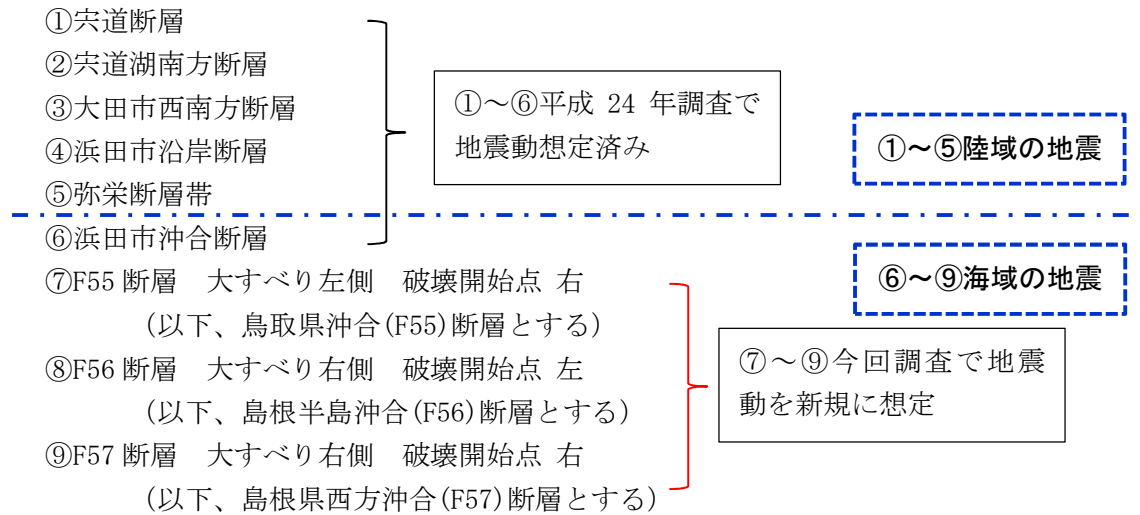 ①宍道断層
②宍道湖南方断層
③大田市西南方断層
④浜田市沿岸断層
⑤弥栄断層帯
⑥浜田市沖合断層
①～⑥平成 24 年調査で
地震動想定済み
①～⑤陸域の地震
⑥～⑨海域の地震
⑦F55 断層　大すべり左側　破壊開始点 右
（以下、鳥取県沖合(F55)断層とする）
⑧F56 断層　大すべり右側　破壊開始点 左
（以下、島根半島沖合(F56)断層とする）
⑨F57 断層　大すべり右側　破壊開始点 右
（以下、島根県西方沖合(F57)断層とする）
⑦～⑨今回調査で地震
動を新規に想定